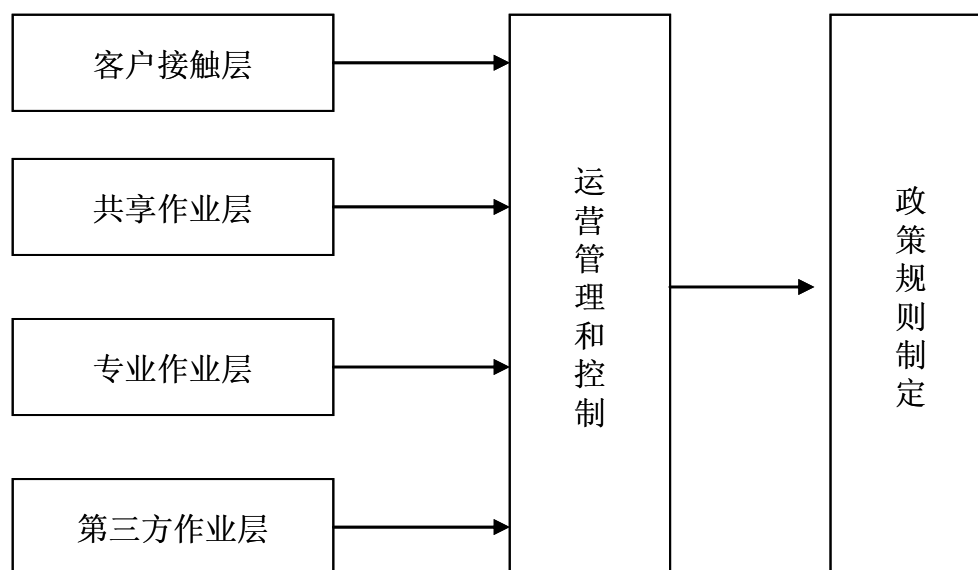 客户接触层
共享作业层
专业作业层
第三方作业层
运营管理和控制
政策规则制定